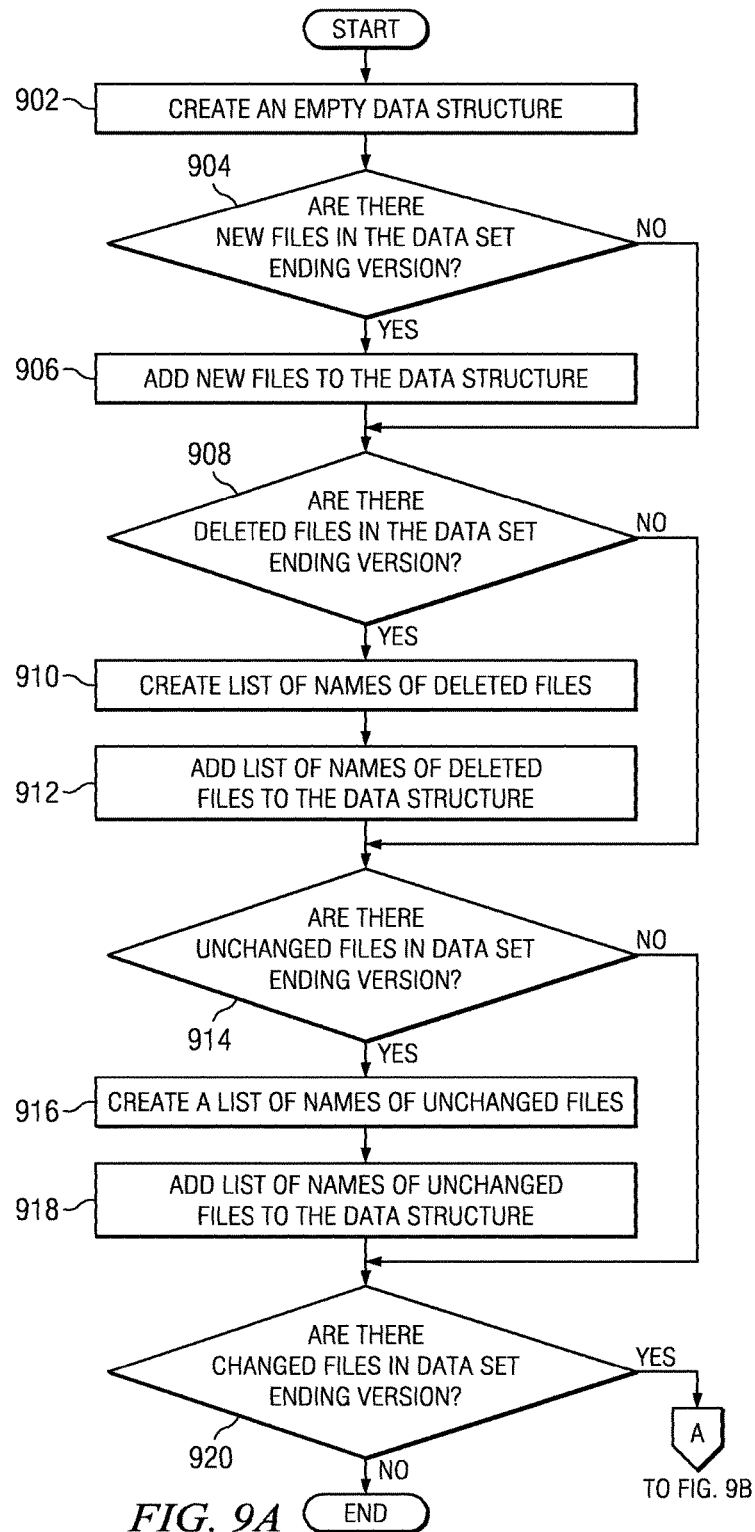 START
902
CREATE AN EMPTY DATA STRUCTURE
904
ARE THERE
NEW FILES IN THE DATA SET
ENDING VERSION?
NO
YES
906
ADD NEW FILES TO THE DATA STRUCTURE
908
ARE THERE
DELETED FILES IN THE DATA SET
ENDING VERSION?
NO
YES
910
CREATE LIST OF NAMES OF DELETED FILES
912
ADD LIST OF NAMES OF DELETED
FILES TO THE DATA STRUCTURE
ARE THERE
UNCHANGED FILES IN DATA SET
ENDING VERSION?
NO
914
YES
916
CREATE A LIST OF NAMES OF UNCHANGED FILES
918
ADD LIST OF NAMES OF UNCHANGED
FILES TO THE DATA STRUCTURE
ARE THERE
CHANGED FILES IN DATA SET
ENDING VERSION?
YES
A
TO FIG. 9B
920
NO
END
FIG. 9A